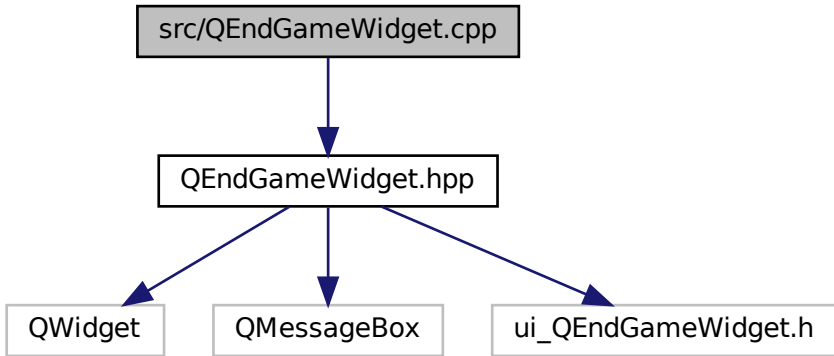 src/QEndGameWidget.cpp
QEndGameWidget.hpp
QWidget
QMessageBox
ui_QEndGameWidget.h